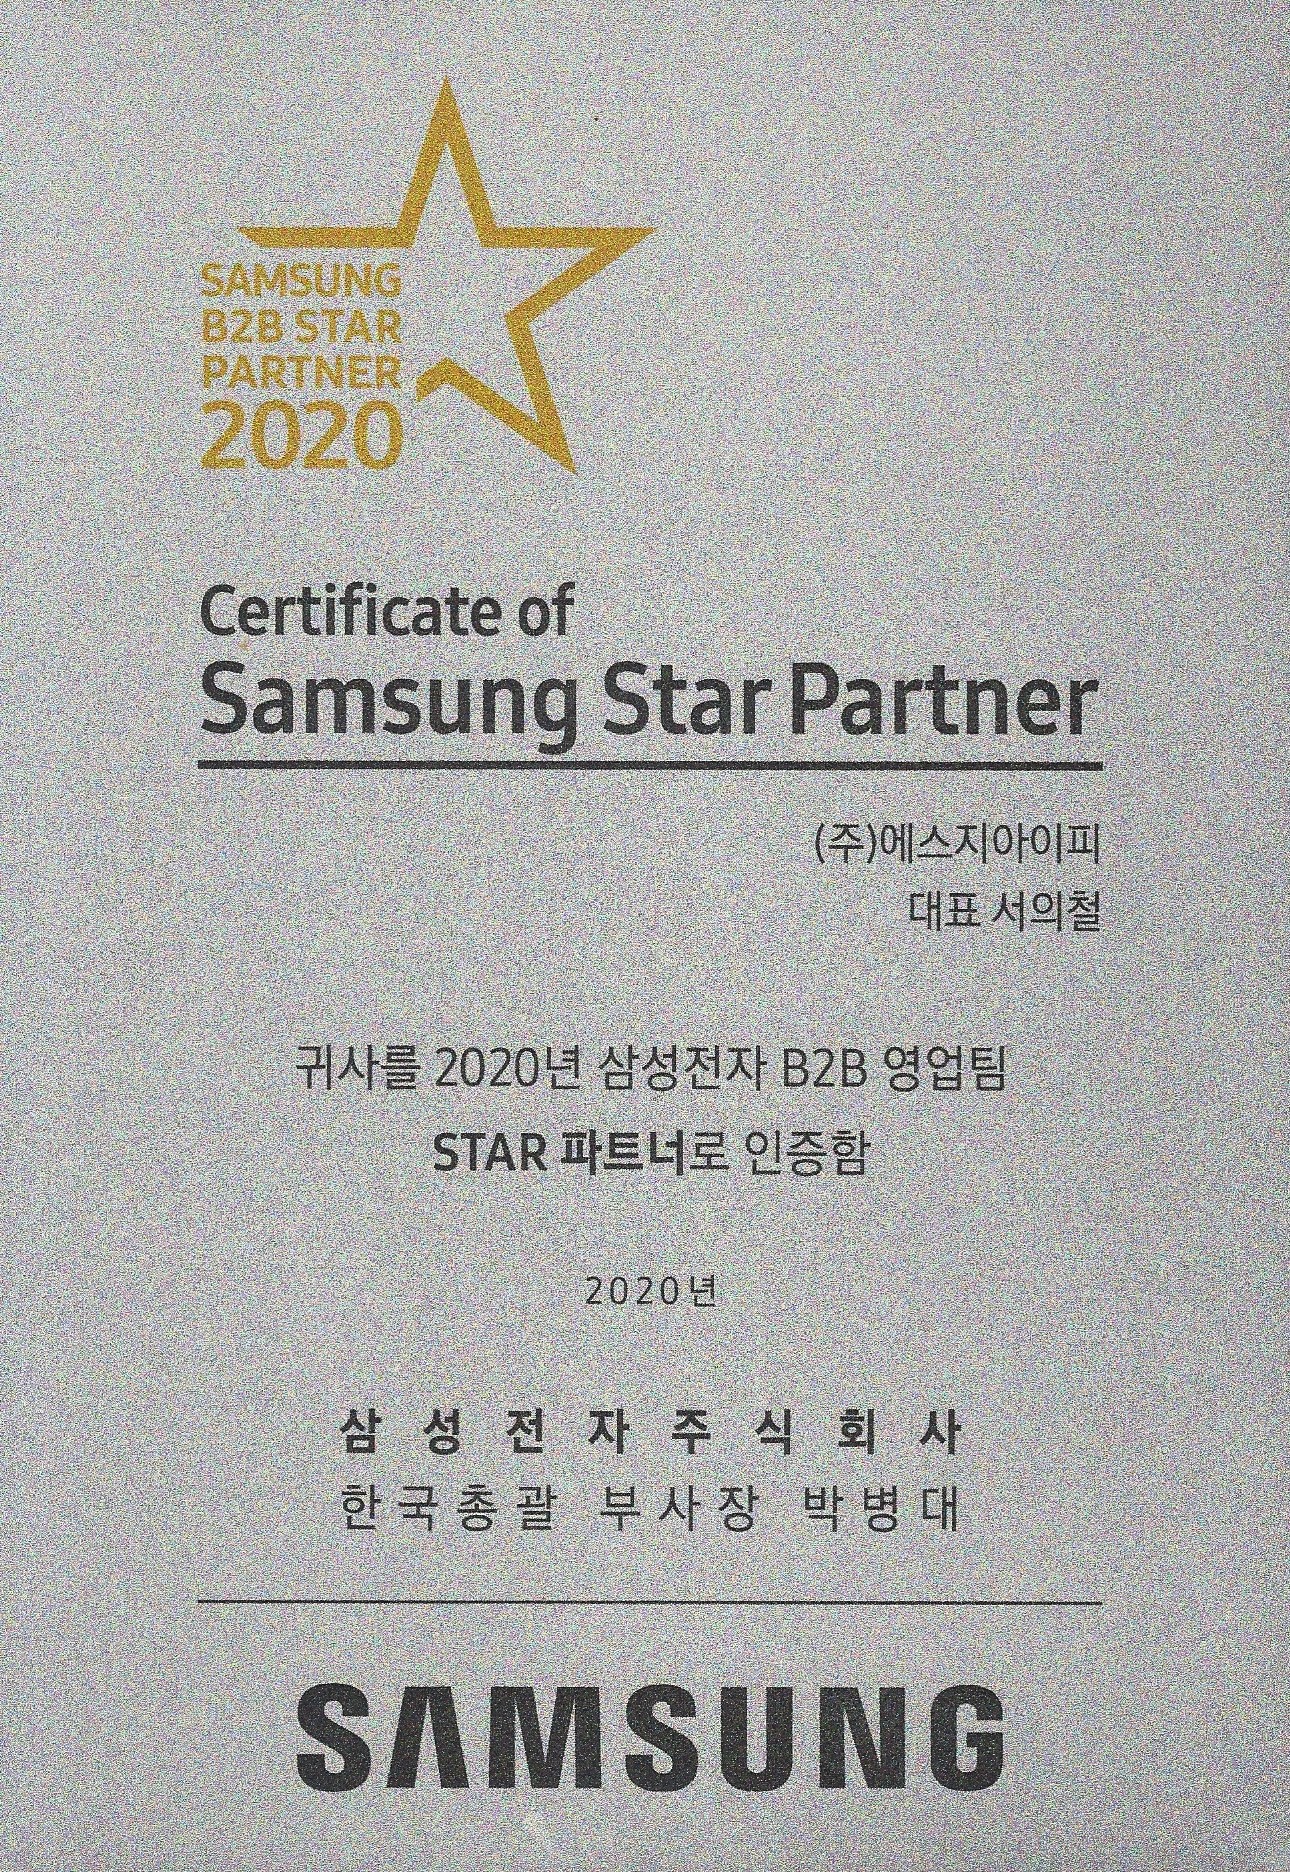 SAMSUNG
B2B STAR
PARTNER
2020
Certificate of
Samsung Star Partner
(주)에스지아이피
대표 서의철
귀사를 2020년 삼성전자 B2B 영업팀
STAR 파트너로 인증함
2020년
삼성전자주식회사
한국총괄 부사장 박병대
SAMSUNG